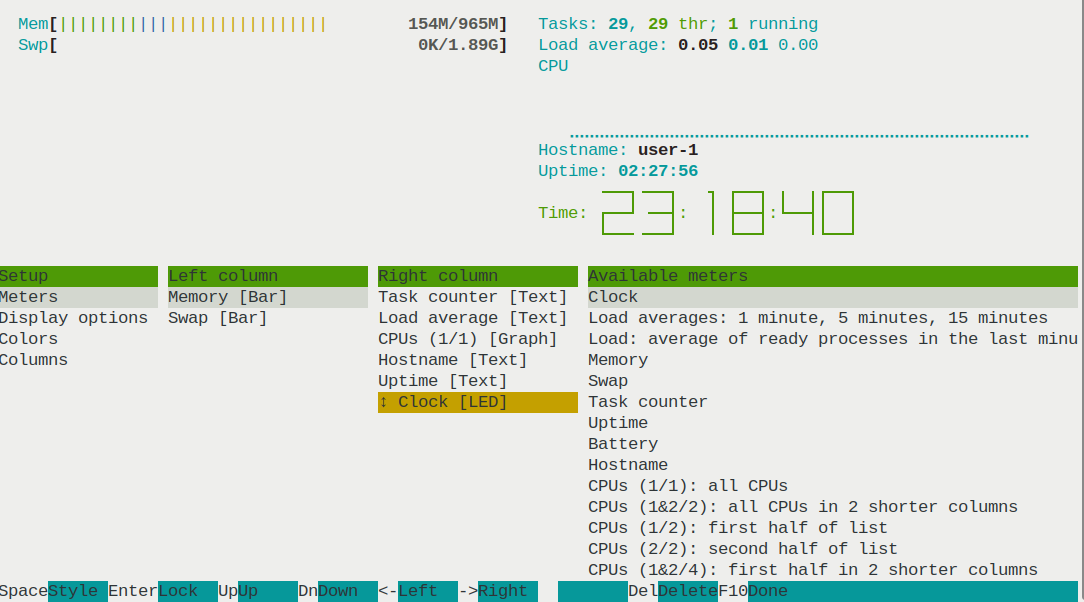 Mem[||||||||||||||||||||||||||| 154M/965M] Tasks: 29, 29 thr; 1 running
Swp[ 0K/1.89G] Load average: 0.05 0.01 0.00
CPU
Hostname: user-1
Uptime: 02:27:56
Time: 23:18:40
Setup Left column Right column Available meters
Meters Memory [Bar] Task counter [Text] Clock
Display options Swap [Bar] Load average [Text] Load averages: 1 minute, 5 minutes, 15 minutes
Colors CPUs (1/1) [Graph] Load: average of ready processes in the last minu
Columns Hostname [Text] Memory
Uptime [Text] Swap
↕ Clock [LED] Task counter
Uptime
Battery
Hostname
CPUs (1/1): all CPUs
CPUs (1&2/2): all CPUs in 2 shorter columns
CPUs (1/2): first half of list
CPUs (2/2): second half of list
CPUs (1&2/4): first half in 2 shorter columns
SpaceStyle EnterLock UpUp DnDown <-Left ->Right DelDeleteF10Done